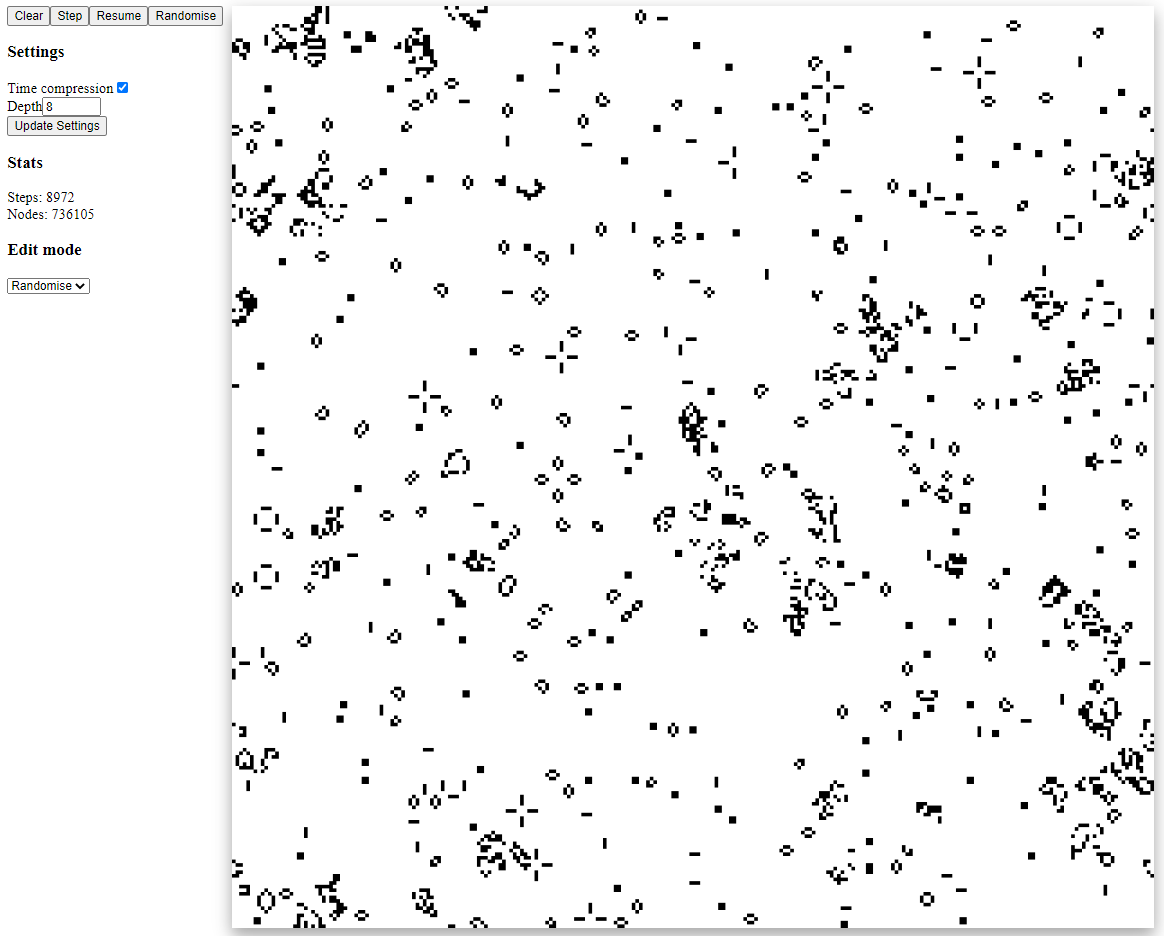 Clear Step Resume Randomise
Settings
Time compression
Depth 8
Update Settings
Stats
Steps: 8972
Nodes: 736105
Edit mode
Randomise